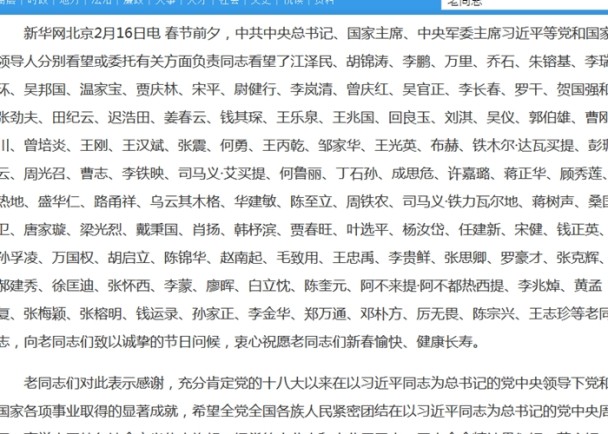 老同志
新华网北京2月16日电 春节前夕，中共中央总书记、国家主席、中央军委主席习近平等党和国家
领导人分别看望或委托有关方面负责同志看望了江泽民、胡锦涛、李鹏、万里、乔石、朱镕基、李瑞
环、吴邦国、温家宝、贾庆林、宋平、尉健行、李岚清、曾庆红、吴官正、李长春、罗干、贺国强和
张劲夫、田纪云、迟浩田、姜春云、钱其琛、王乐泉、王兆国、回良玉、刘淇、吴仪、郭伯雄、曹刚
川、曾培炎、王刚、王汉斌、张震、何勇、王丙乾、邹家华、王光英、布赫、铁木尔·达瓦买提、彭珮
云、周光召、曹志、李铁映、司马义·艾买提、何鲁丽、丁石孙、成思危、许嘉璐、蒋正华、顾秀莲、
热地、盛华仁、路甬祥、乌云其木格、华建敏、陈至立、周铁农、司马义·铁力瓦尔地、蒋树声、桑国
卫、唐家璇、梁光烈、戴秉国、肖扬、韩杼滨、贾春旺、叶选平、杨汝岱、任建新、宋健、钱正英、
孙孚凌、万国权、胡启立、陈锦华、赵南起、毛致用、王忠禹、李贵鲜、张思卿、罗豪才、张克辉、
郝建秀、徐匡迪、张怀西、李蒙、廖晖、白立忱、陈奎元、阿不来提·阿不都热西提、李兆焯、黄孟
复、张梅颖、张榕明、钱运录、孙家正、李金华、郑万通、邓朴方、厉无畏、陈宗兴、王志珍等老同
志，向老同志们致以诚挚的节日问候，衷心祝愿老同志们新春愉快、健康长寿。
老同志们对此表示感谢，充分肯定党的十八大以来在以习近平同志为总书记的党中央领导下党和
国家各项事业取得的显著成就，希望全党全国各族人民紧密团结在以习近平同志为总书记的党中央周